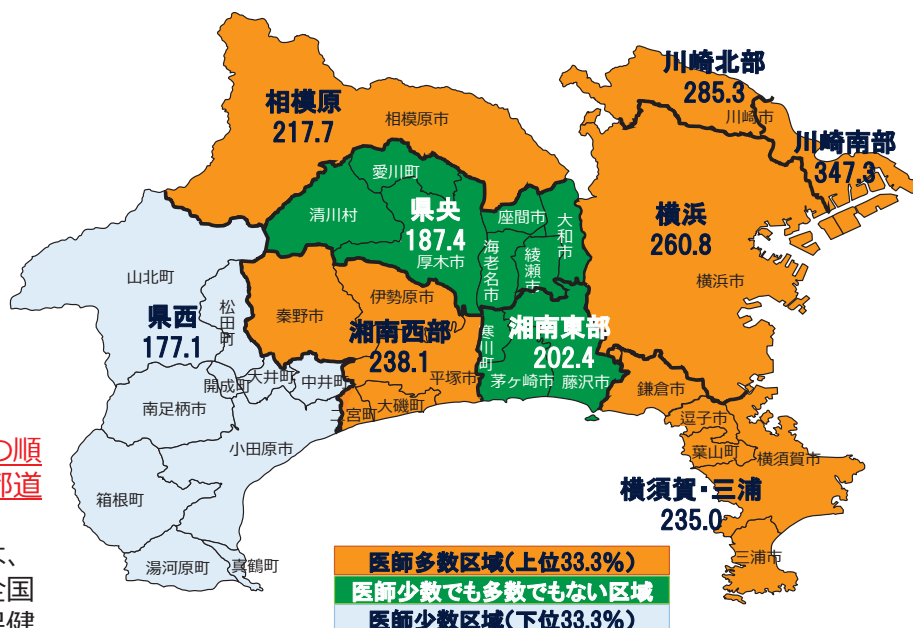 川崎北部
285.3
川崎市
相模原
217.7
相模原市
川崎南部
347.3
愛川町
清川村
県央
187.4
厚木市
座間市
大和市
海老名市
綾瀬市
横浜
260.8
横浜市
山北町
松田町
県西
177.1
秦野市
伊勢原市
湘南西部
238.1
平塚市
寒川町
湘南東部
202.4
茅ヶ崎市
藤沢市
鎌倉市
開成町
大井町
中井町
南足柄市
二宮町
大磯町
逗子市
葉山町
横須賀市
小田原市
の順
都道
箱根町
横須賀・三浦
235.0
三浦市
湯河原町
真鶴町
は、
全国
医師多数区域(上位33.3%)
医師少数でも多数でもない区域
医師少数区域(下位33.3%)